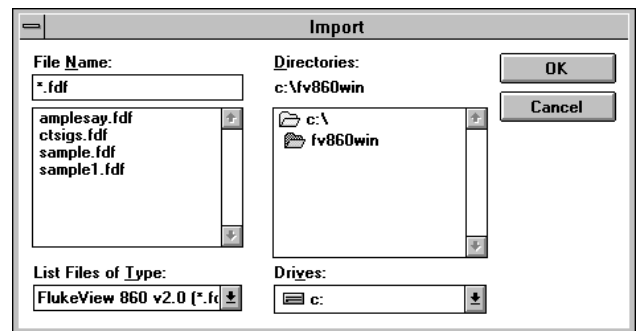 Import
File Name:
*.fdf
amplesay.fdf
ctsigs.fdf
sample.fdf
sample1.fdf
List Files of Type:
FlukeView 860 v2.0 (*.fc
Directories:
c:\fv860win
c:\
fv860win
Drives:
c:
OK
Cancel